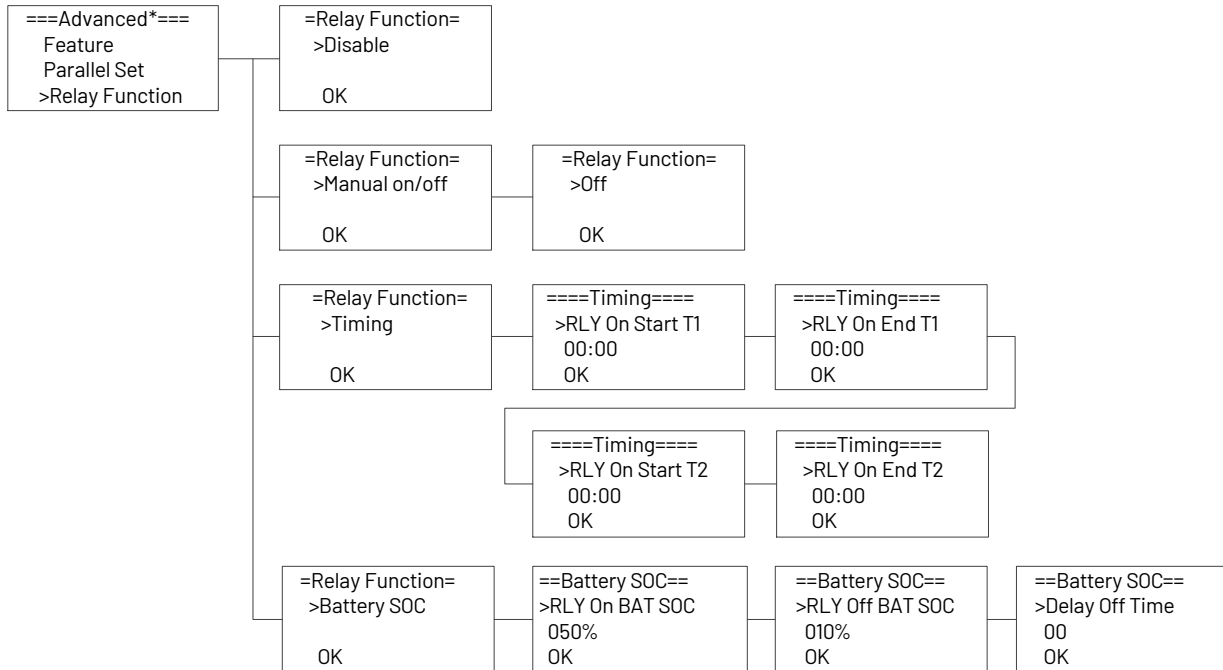 ===Advanced*===
Feature
Parallel Set
>Relay Function
=Relay Function=
>Disable
OK
=Relay Function=
>Manual on/off
OK
=Relay Function=
>Off
OK
=Relay Function=
>Timing
OK
====Timing====
>RLY On Start T1
00:00
OK
====Timing====
>RLY On End T1
00:00
OK
====Timing====
>RLY On Start T2
00:00
OK
====Timing====
>RLY On End T2
00:00
OK
=Relay Function=
>Battery SOC
OK
==Battery SOC==
>RLY On BAT SOC
050%
OK
==Battery SOC==
>RLY Off BAT SOC
010%
OK
==Battery SOC==
>Delay Off Time
00
OK